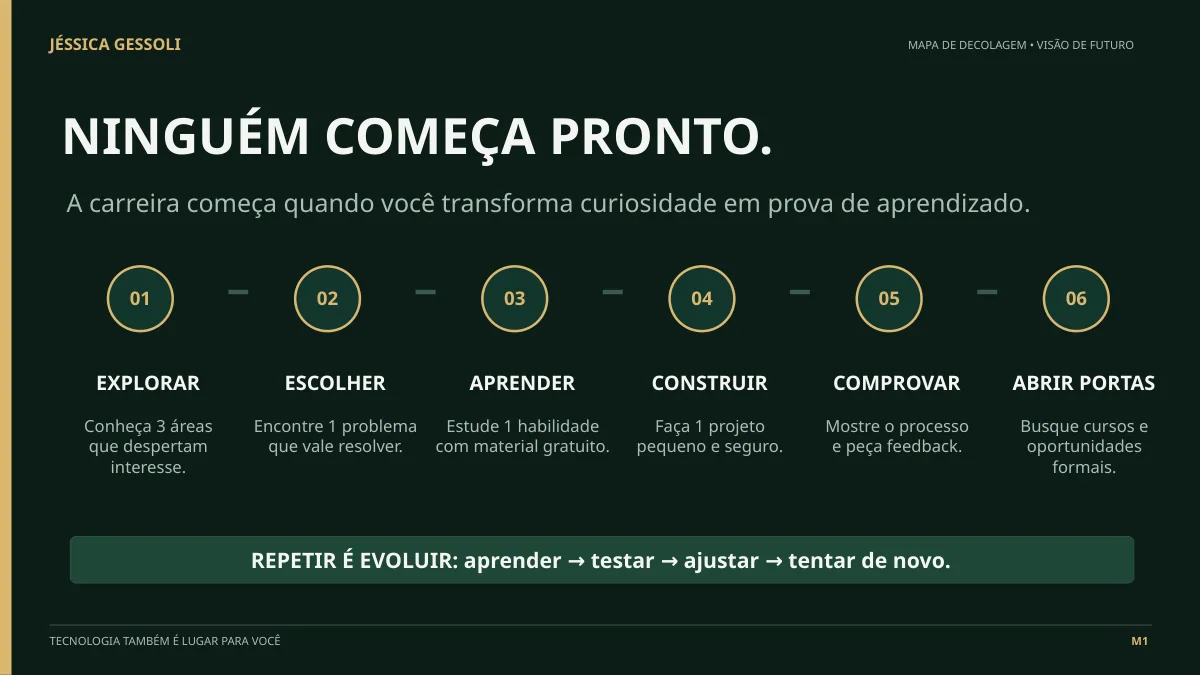 JÉSSICA GESSOLI
MAPA DE DECOLAGEM • VISÃO DE FUTURO
NINGUÉM COMEÇA PRONTO.
A carreira começa quando você transforma curiosidade em prova de aprendizado.
01
02
03
04
05
06
EXPLORAR
Conheça 3 áreas
que despertam
interesse.
ESCOLHER
Encontre 1 problema
que vale resolver.
APRENDER
Estude 1 habilidade
com material gratuito.
CONSTRUIR
Faça 1 projeto
pequeno e seguro.
COMPROVAR
Mostre o processo
e peça feedback.
ABRIR PORTAS
Busque cursos e
oportunidades
formais.
REPETIR É EVOLUIR: aprender → testar → ajustar → tentar de novo.
TECNOLOGIA TAMBÉM É LUGAR PARA VOCÊ
M1